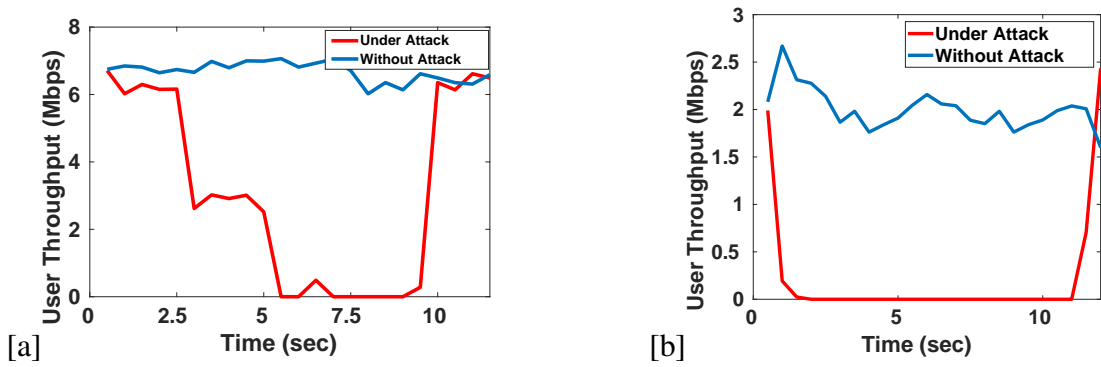 8
6
4
2
0
User Throughput (Mbps)
Under Attack
Without Attack
0 2.5 5 7.5 10
Time (sec)
[a]
3
2.5
2
1.5
1
0.5
0
User Throughput (Mbps)
Under Attack
Without Attack
0 5 10
Time (sec)
[b]